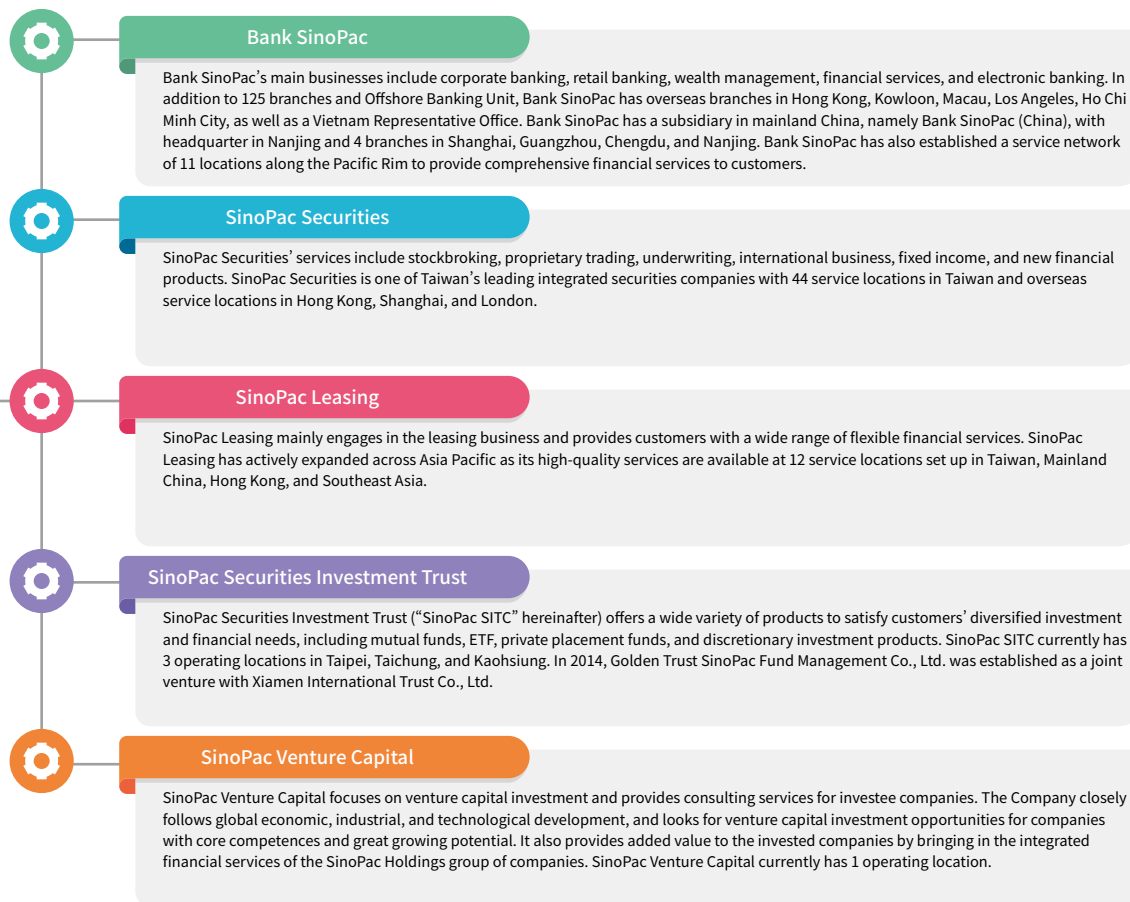 Bank SinoPac
Bank SinoPac’s main businesses include corporate banking, retail banking, wealth management, financial services, and electronic banking. In
addition to 125 branches and Offshore Banking Unit, Bank SinoPac has overseas branches in Hong Kong, Kowloon, Macau, Los Angeles, Ho Chi
Minh City, as well as a Vietnam Representative Office. Bank SinoPac has a subsidiary in mainland China, namely Bank SinoPac (China), with
headquarter in Nanjing and 4 branches in Shanghai, Guangzhou, Chengdu, and Nanjing. Bank SinoPac has also established a service network
of 11 locations along the Pacific Rim to provide comprehensive financial services to customers.
SinoPac Securities
SinoPac Securities’ services include stockbroking, proprietary trading, underwriting, international business, fixed income, and new financial
products. SinoPac Securities is one of Taiwan’s leading integrated securities companies with 44 service locations in Taiwan and overseas
service locations in Hong Kong, Shanghai, and London.
SinoPac Leasing
SinoPac Leasing mainly engages in the leasing business and provides customers with a wide range of flexible financial services. SinoPac
Leasing has actively expanded across Asia Pacific as its high-quality services are available at 12 service locations set up in Taiwan, Mainland
China, Hong Kong, and Southeast Asia.
SinoPac Securities Investment Trust
SinoPac Securities Investment Trust (“SinoPac SITC” hereinafter) offers a wide variety of products to satisfy customers’ diversified investment
and financial needs, including mutual funds, ETF, private placement funds, and discretionary investment products. SinoPac SITC currently has
3 operating locations in Taipei, Taichung, and Kaohsiung. In 2014, Golden Trust SinoPac Fund Management Co., Ltd. was established as a joint
venture with Xiamen International Trust Co., Ltd.
SinoPac Venture Capital
SinoPac Venture Capital focuses on venture capital investment and provides consulting services for investee companies. The Company closely
follows global economic, industrial, and technological development, and looks for venture capital investment opportunities for companies
with core competences and great growing potential. It also provides added value to the invested companies by bringing in the integrated
financial services of the SinoPac Holdings group of companies. SinoPac Venture Capital currently has 1 operating location.